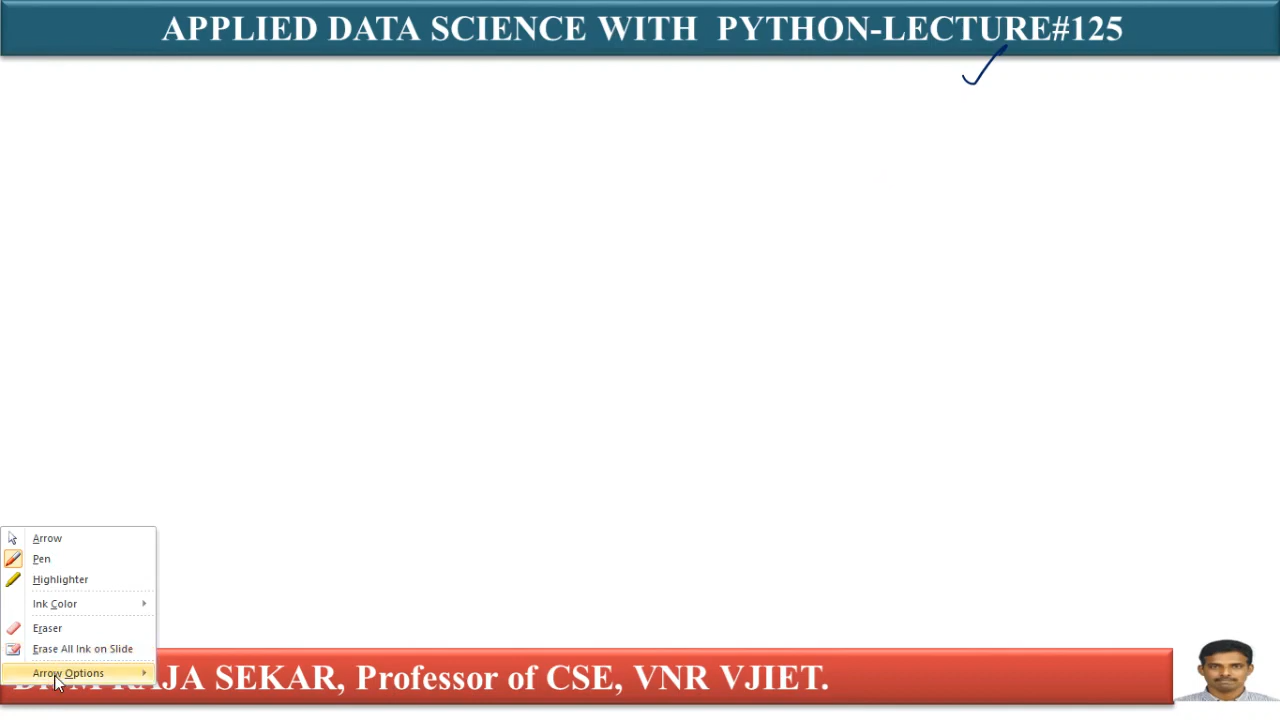 APPLIED DATA SCIENCE WITH PYTHON-LECTURE#125
Arrow
Pen
Highlighter
Ink Color
Eraser
Erase All Ink on Slide
Arrow Options
RAJA SEKAR, Professor of CSE, VNR VJIET.